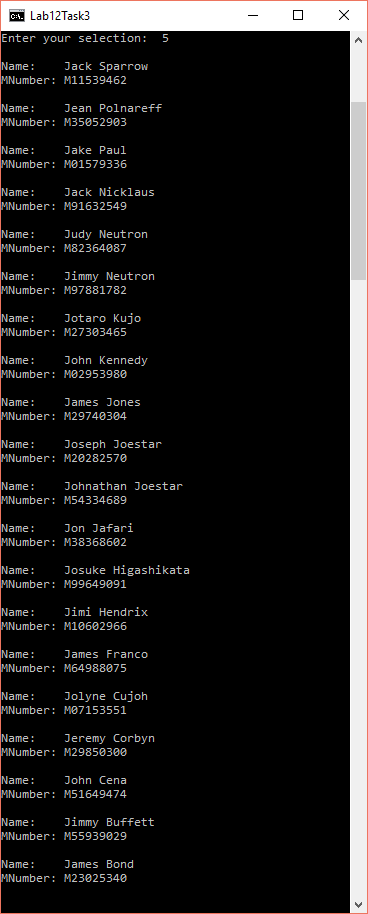 Lab12Task3
Enter your selection:  5
Name:    Jack Sparrow
MNumber: M11539462
Name:    Jean Polnareff
MNumber: M35052903
Name:    Jake Paul
MNumber: M01579336
Name:    Jack Nicklaus
MNumber: M91632549
Name:    Judy Neutron
MNumber: M82364087
Name:    Jimmy Neutron
MNumber: M97881782
Name:    Jotaro Kujo
MNumber: M27303465
Name:    John Kennedy
MNumber: M02953980
Name:    James Jones
MNumber: M29740304
Name:    Joseph Joestar
MNumber: M20282570
Name:    Johnathan Joestar
MNumber: M54334689
Name:    Jon Jafari
MNumber: M38368602
Name:    Josuke Higashikata
MNumber: M99649091
Name:    Jimi Hendrix
MNumber: M10602966
Name:    James Franco
MNumber: M64988075
Name:    Jolyne Cujoh
MNumber: M07153551
Name:    Jeremy Corbyn
MNumber: M29850300
Name:    John Cena
MNumber: M51649474
Name:    Jimmy Buffett
MNumber: M55939029
Name:    James Bond
MNumber: M23025340